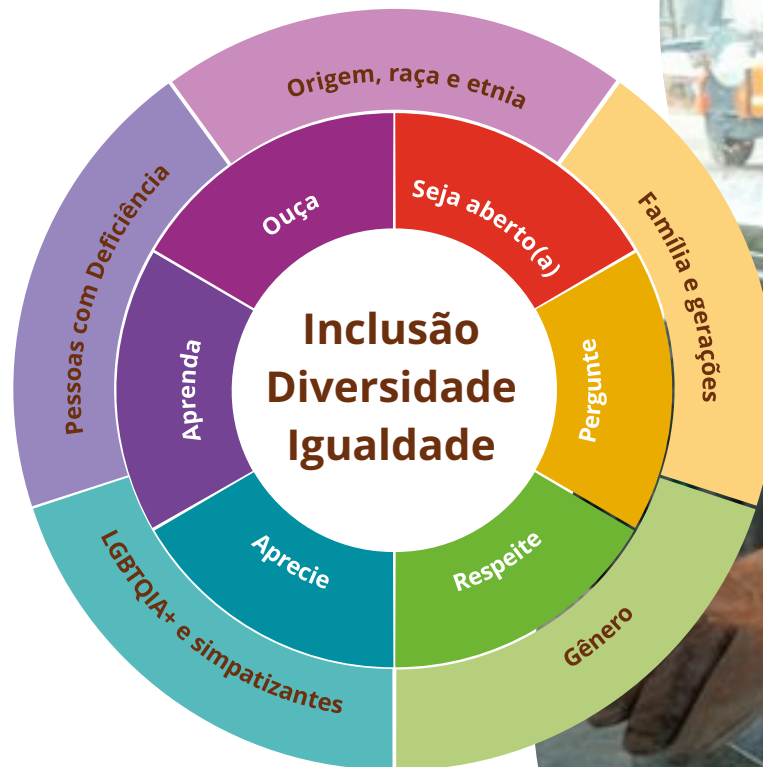 Origem, raça e etnia
Família e gerações
Gênero
LGBTQIA+ e simpatizantes
Pessoas com Deficiência
Seja aberto(a)
Pergunte
Respeite
Aprecie
Aprenda
Ouça
Inclusão
Diversidade
Igualdade